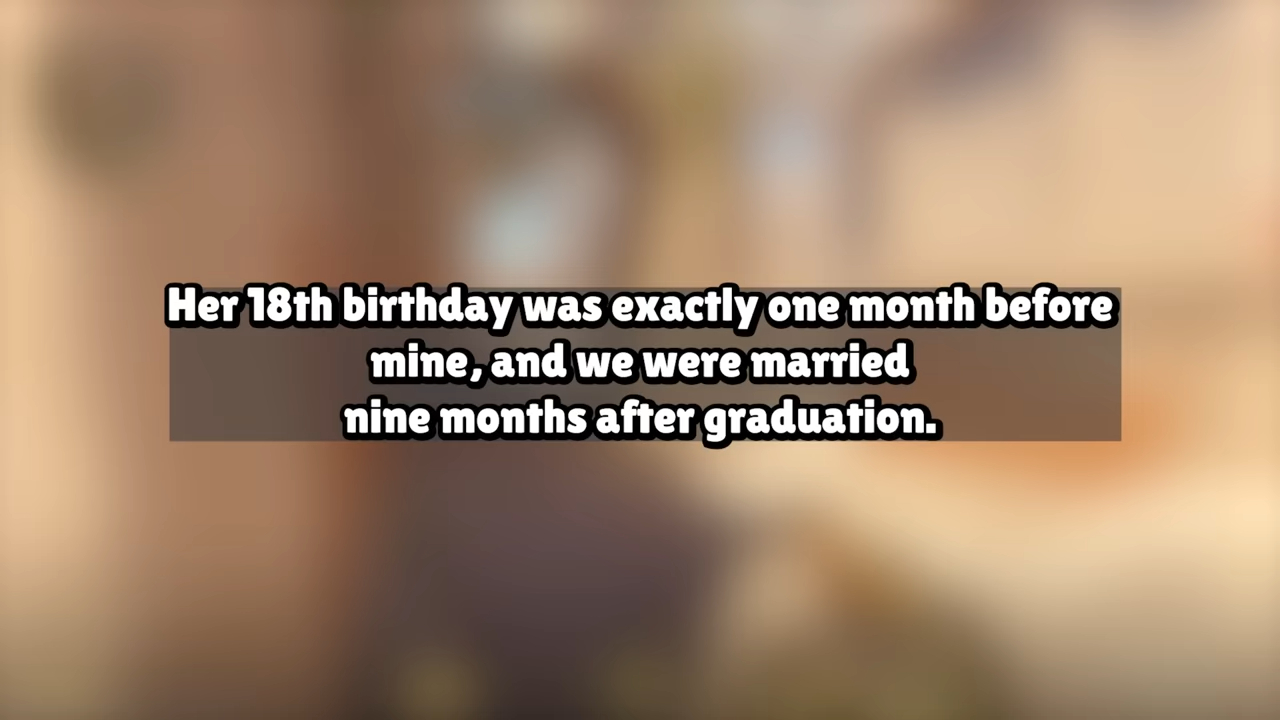 Her 18th birthday was exactly one month before
mine, and we were married
nine months after graduation.